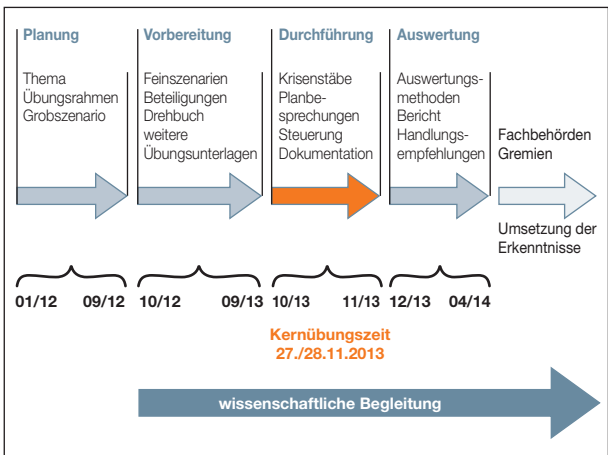 Planung
Thema
Übungsrahmen
Grobszenario
Vorbereitung
Feinszenarien
Beteiligungen
Drehbuch
weitere
Übungsunterlagen
Durchführung
Krisenstäbe
Planbe-
sprechungen
Steuerung
Dokumentation
Auswertung
Auswertungs-
methoden
Bericht
Handlungs-
empfehlungen
Fachbehörden
Gremien
Umsetzung der
Erkenntnisse
01/12 09/12
10/12 09/13
10/13 11/13
12/13 04/14
Kernübungszeit
27./28.11.2013
wissenschaftliche Begleitung